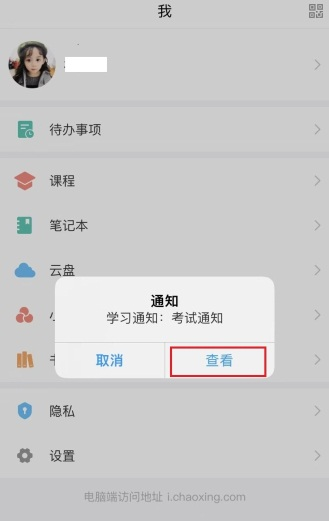 我
待办事项
课程
笔记本
云盘
通知
学习通知：考试通知
小
取消
查看
书
隐私
设置
电脑端访问地址 i.chaoxing.com